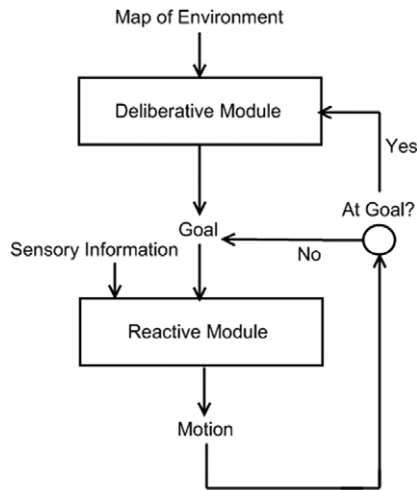 Map of Environment
Deliberative Module
Yes
At Goal?
Goal
No
Sensory Information
Reactive Module
Motion